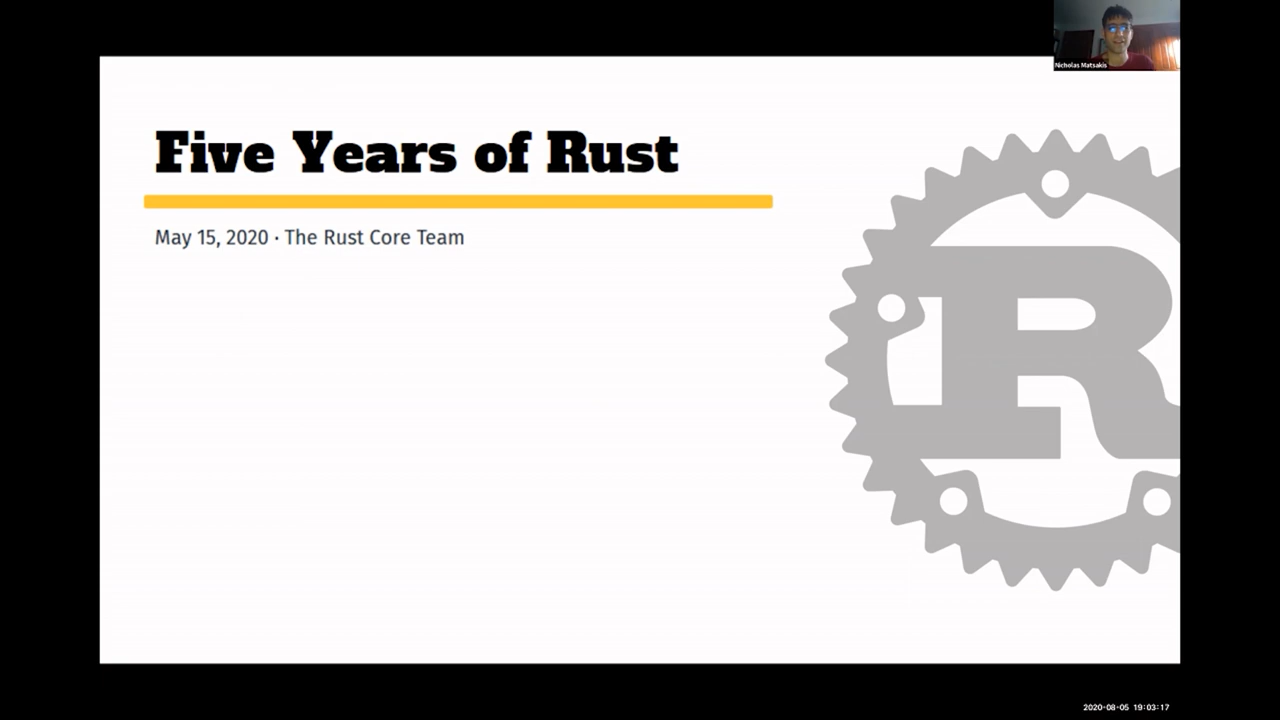 Nicholas Matsakis
Five Years of Rust
May 15, 2020 · The Rust Core Team
R
2020-08-05 19:03:17